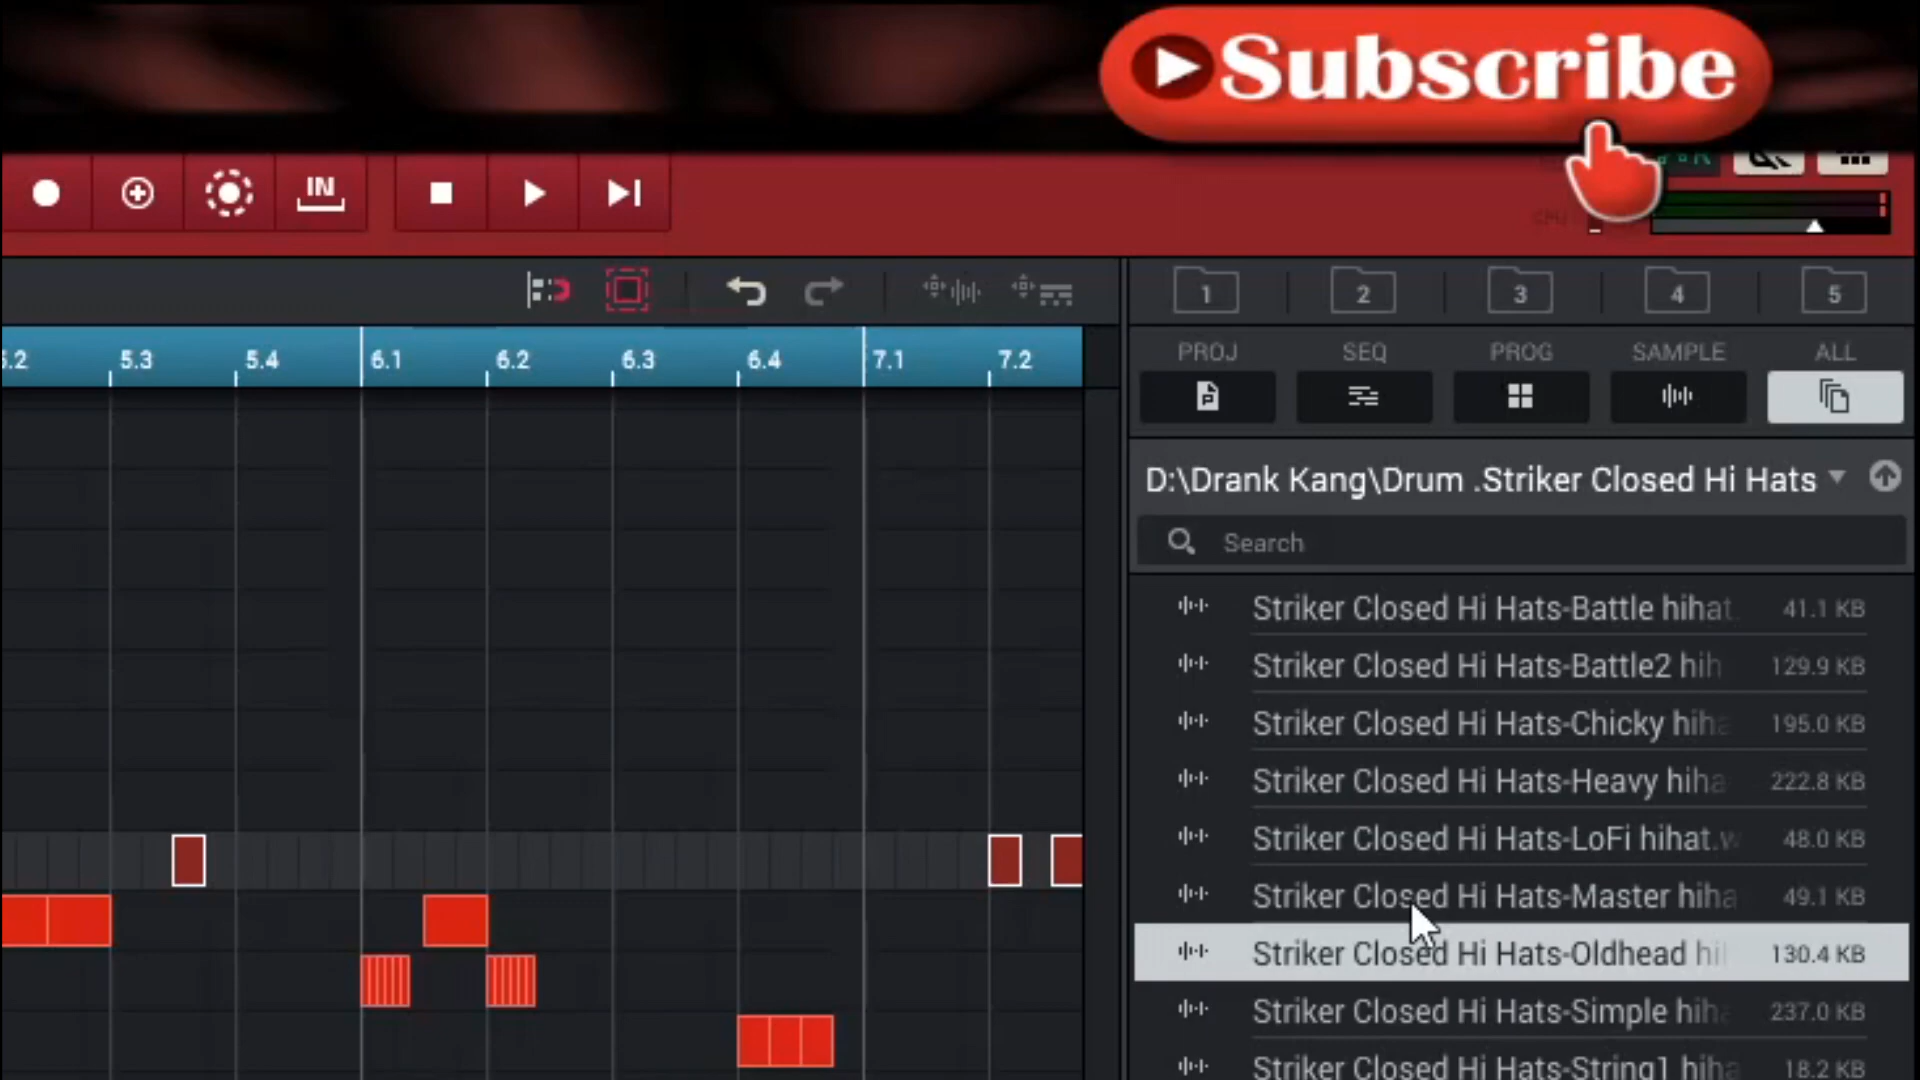 Subscribe
IN
5.3 5.4 6.1 6.2 6.3 6.4 7.1 7.2
1 2 3 4 5
PROJ SEQ PROG SAMPLE ALL
D:\Drank Kang\Drum .Striker Closed Hi Hats
Search
Striker Closed Hi Hats-Battle hihat. 41.1 KB
Striker Closed Hi Hats-Battle2 hih 129.9 KB
Striker Closed Hi Hats-Chicky hiha 195.0 KB
Striker Closed Hi Hats-Heavy hiha 222.8 KB
Striker Closed Hi Hats-LoFi hihat.w 48.0 KB
Striker Closed Hi Hats-Master hiha 49.1 KB
Striker Closed Hi Hats-Oldhead hi 130.4 KB
Striker Closed Hi Hats-Simple hiha 237.0 KB
Striker Closed Hi Hats-String1 hiha 18.2 KB